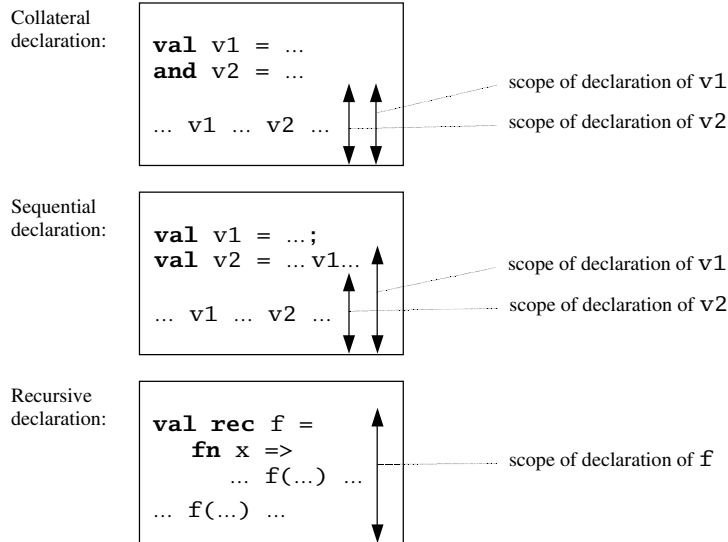 Collateral
declaration:
val v1 = ...
and v2 = ...
... v1 ... v2 ...
scope of declaration of v1
scope of declaration of v2
Sequential
declaration:
val v1 = ...;
val v2 = ... v1...
... v1 ... v2 ...
scope of declaration of v1
scope of declaration of v2
Recursive
declaration:
val rec f =
fn x =>
... f(...) ...
... f(...) ...
scope of declaration of f